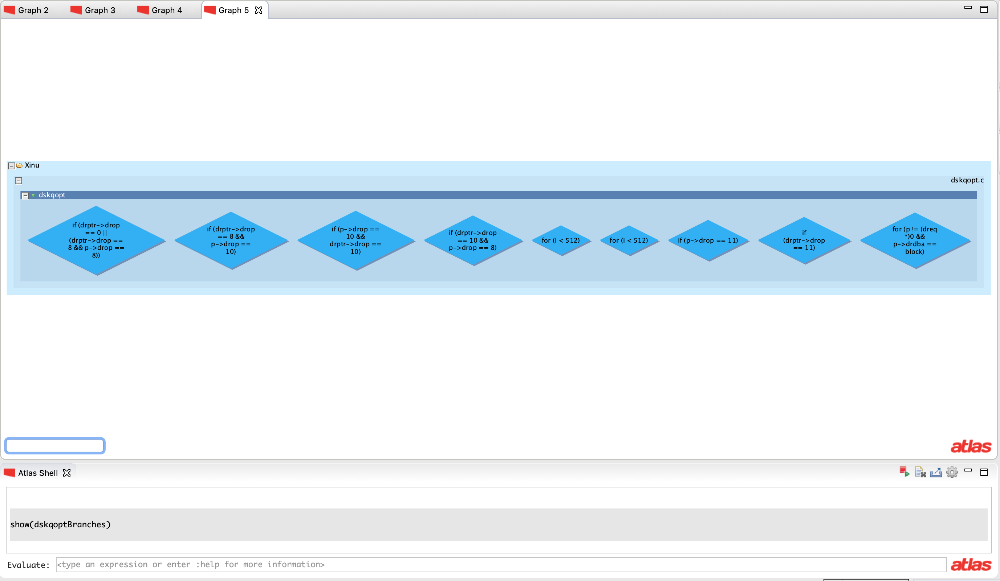 Graph 2
Graph 3
Graph 4
Graph 5
Xinu
dskqopt.c
dskqopt
if (drptr->drop
== 0 ||
(drptr->drop ==
8 && p->drop ==
8))
if (drptr->drop
== 8 &&
p->drop ==
10)
if (p->drop ==
10 &&
drptr->drop ==
10)
if (drptr->drop
== 10 &&
p->drop == 8)
for (i < 512)
for (i < 512)
if (p->drop == 11)
if
(drptr->drop
== 11)
for (p != (dreq
*)0 &&
p->drdba ==
block)
atlas
Atlas Shell
show(dskqoptBranches)
Evaluate: <type an expression or enter :help for more information>
atlas